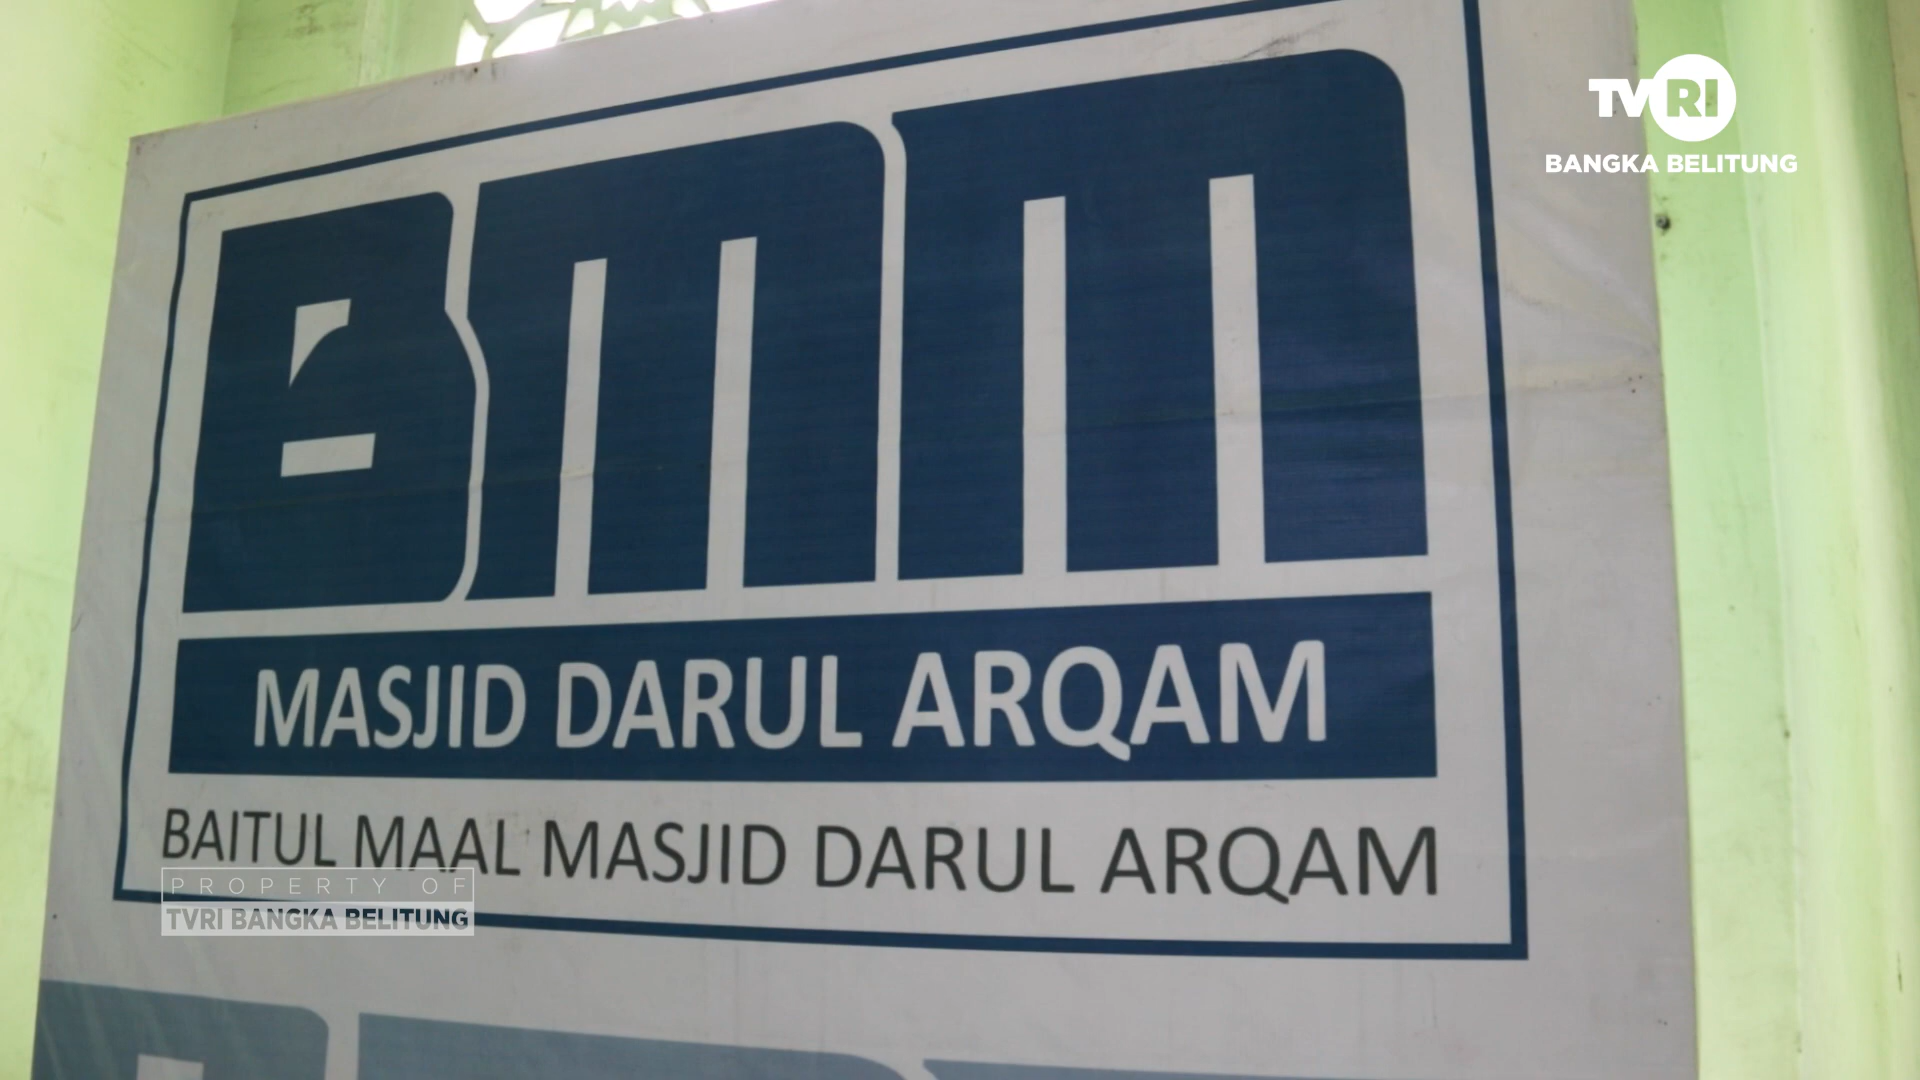 TVRI
BANGKA BELITUNG
BMM
MASJID DARUL ARQAM
BAITUL MAAL MASJID DARUL ARQAM
PROPERTY OF
TVRI BANGKA BELITUNG